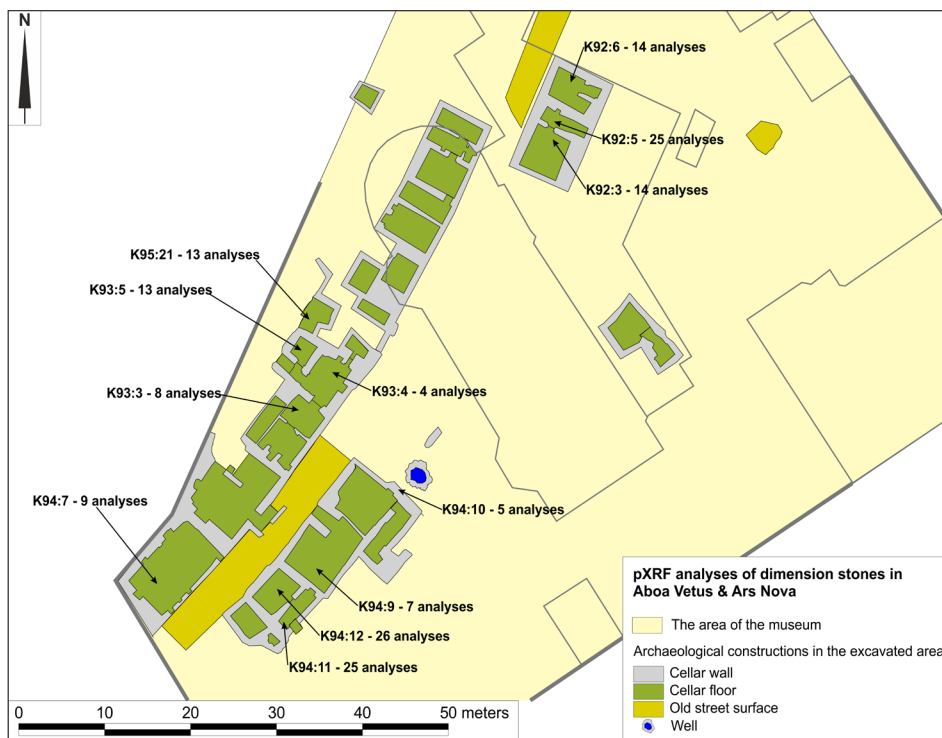 N
K92:6 - 14 analyses
K92:5 - 25 analyses
K92:3 - 14 analyses
K95:21 - 13 analyses
K93:5 - 13 analyses
K93:3 - 8 analyses
K93:4 - 4 analyses
K94:7 - 9 analyses
K94:10 - 5 analyses
K94:9 - 7 analyses
K94:12 - 26 analyses
K94:11 - 25 analyses
pXRF analyses of dimension stones in
Aboa Vetus & Ars Nova
The area of the museum
Archaeological constructions in the excavated area
Cellar wall
Cellar floor
Old street surface
Well
0 10 20 30 40 50 meters